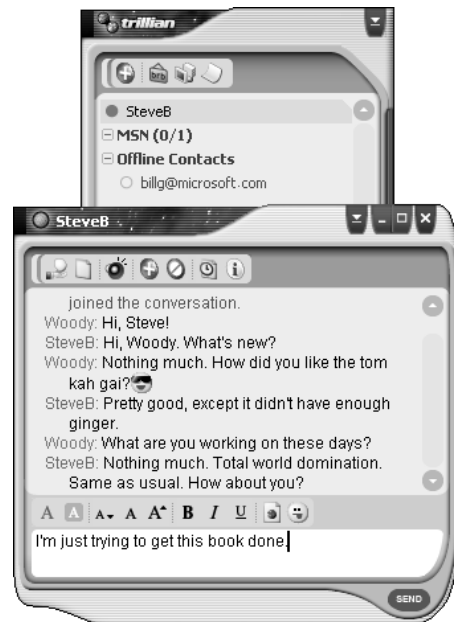 trillian
brb
SteveB
MSN (0/1)
Offline Contacts
billg@microsoft.com
SteveB
joined the conversation.
Woody: Hi, Steve!
SteveB: Hi, Woody. What's new?
Woody: Nothing much. How did you like the tom
kah gai?
SteveB: Pretty good, except it didn't have enough
ginger.
Woody: What are you working on these days?
SteveB: Nothing much. Total world domination.
Same as usual. How about you?
A A A A A B I U
I'm just trying to get this book done.
SEND